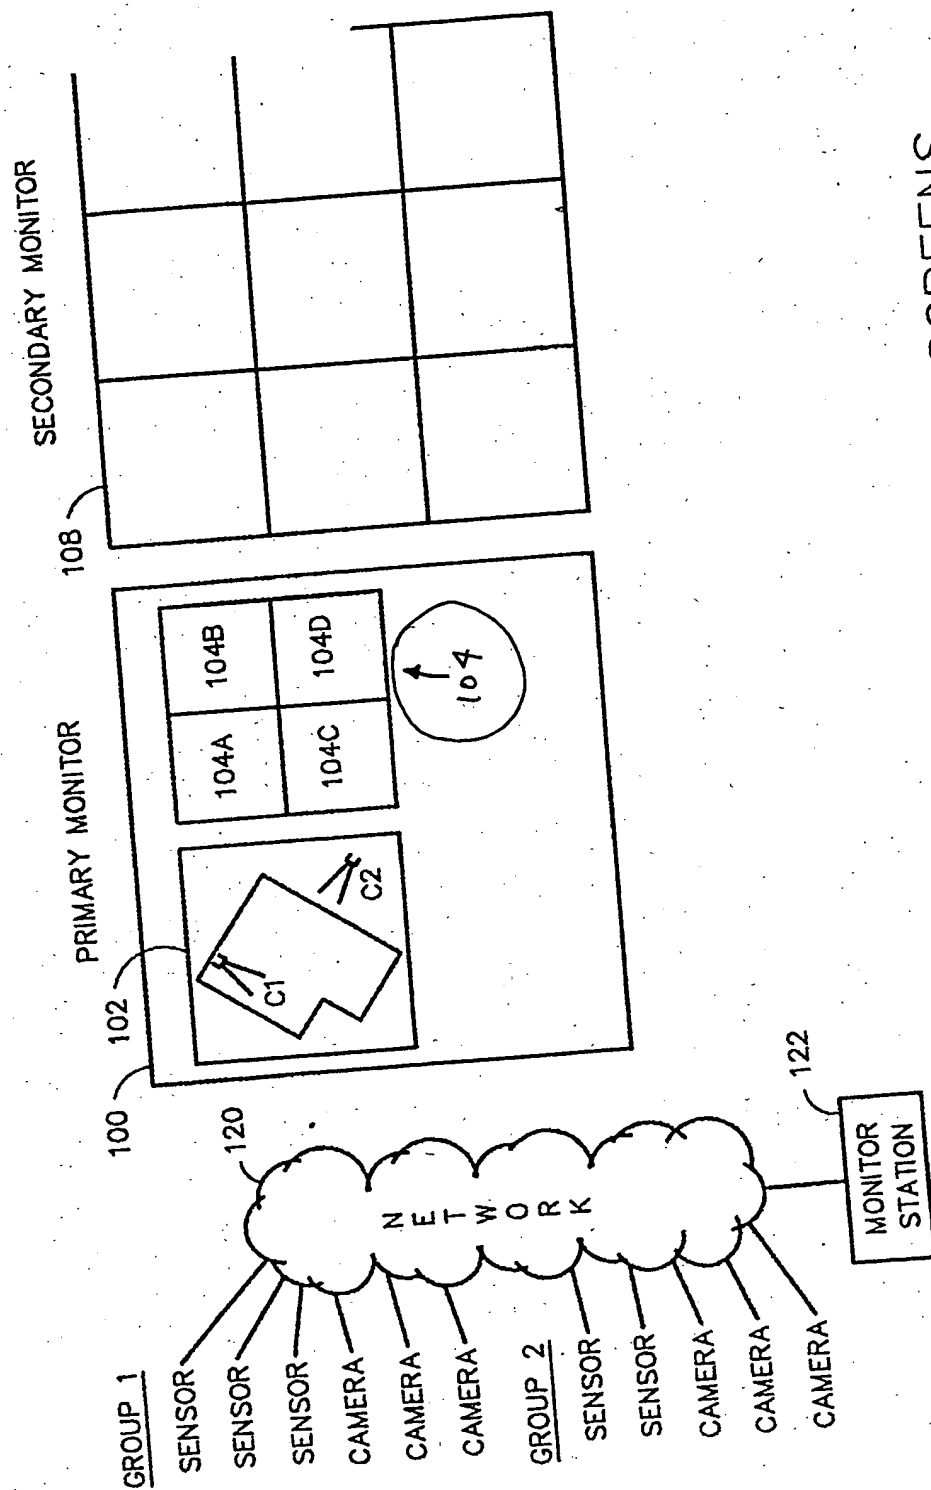 GROUP 1
SENSOR
SENSOR
SENSOR
CAMERA
CAMERA
CAMERA
GROUP 2
SENSOR
SENSOR
CAMERA
CAMERA
CAMERA
120
NETWORK
122
MONITOR
STATION
PRIMARY MONITOR
100
102
C1
C2
104A
104B
104C
104D
104
SECONDARY MONITOR
108